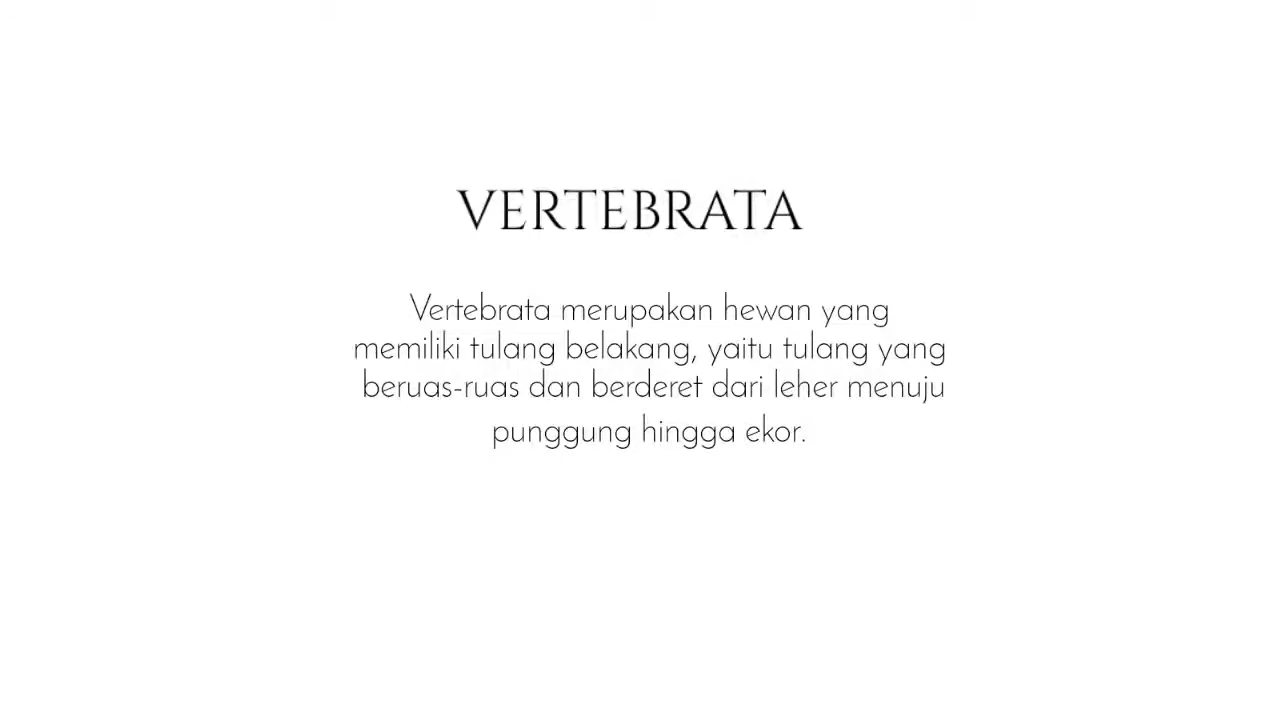 VERTEBRATA
Vertebrata merupakan hewan yang
memiliki tulang belakang, yaitu tulang yang
beruas-ruas dan berderet dari leher menuju
punggung hingga ekor.